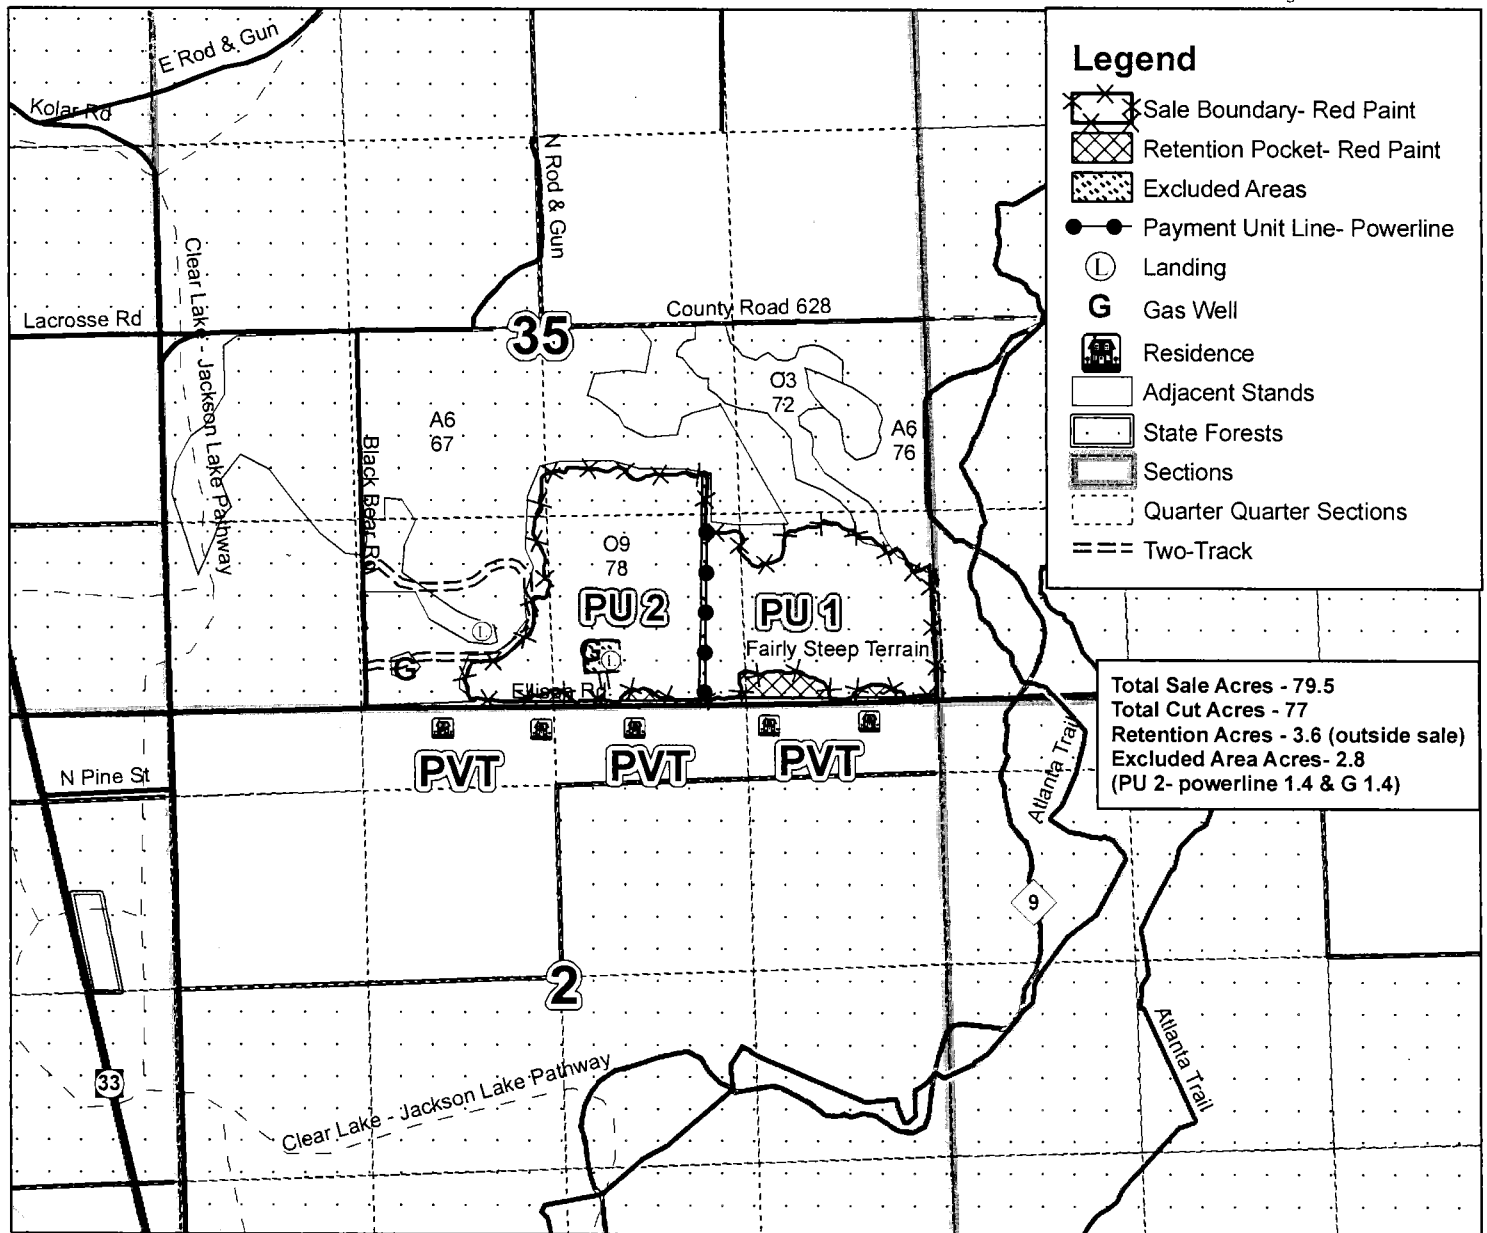 E Rod & Gun
Kolar Rd
N Rod & Gun
Clear Lake - Jackson Lake Pathway
Lacrosse Rd
County Road 628
35
O3
72
A6
67
A6
76
Black Bear Rd
O9
78
PU 2
PU 1
Fairly Steep Terrain
L
G
G
L
Ellison Rd
PVT
PVT
PVT
N Pine St
Atlanta Trail
9
2
33
Clear Lake - Jackson Lake Pathway
Atlanta Trail
Legend
Sale Boundary- Red Paint
Retention Pocket- Red Paint
Excluded Areas
Payment Unit Line- Powerline
L Landing
G Gas Well
Residence
Adjacent Stands
State Forests
Sections
Quarter Quarter Sections
Two-Track
Total Sale Acres - 79.5
Total Cut Acres - 77
Retention Acres - 3.6 (outside sale)
Excluded Area Acres- 2.8
(PU 2- powerline 1.4 & G 1.4)